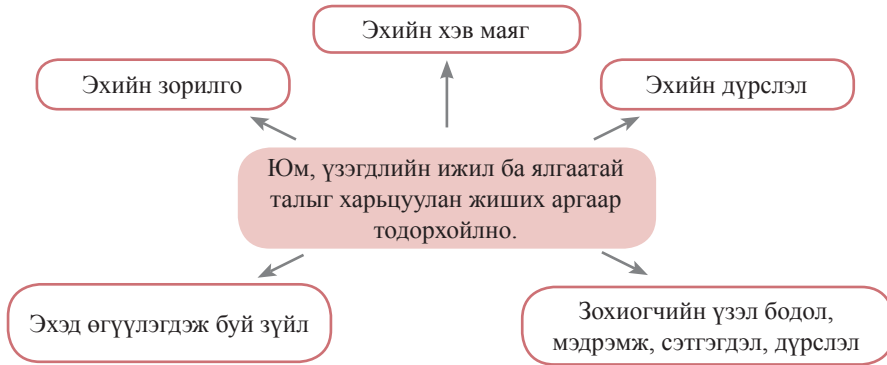 Эхийн хэв маяг
Эхийн зорилго
Эхийн дүрслэл
Юм, үзэгдлийн ижил ба ялгаатай
талыг харьцуулан жиших аргаар
тодорхойлно.
Эхэд өгүүлэгдэж буй зүйл
Зохиогчийн үзэл бодол,
мэдрэмж, сэтгэгдэл, дүрслэл